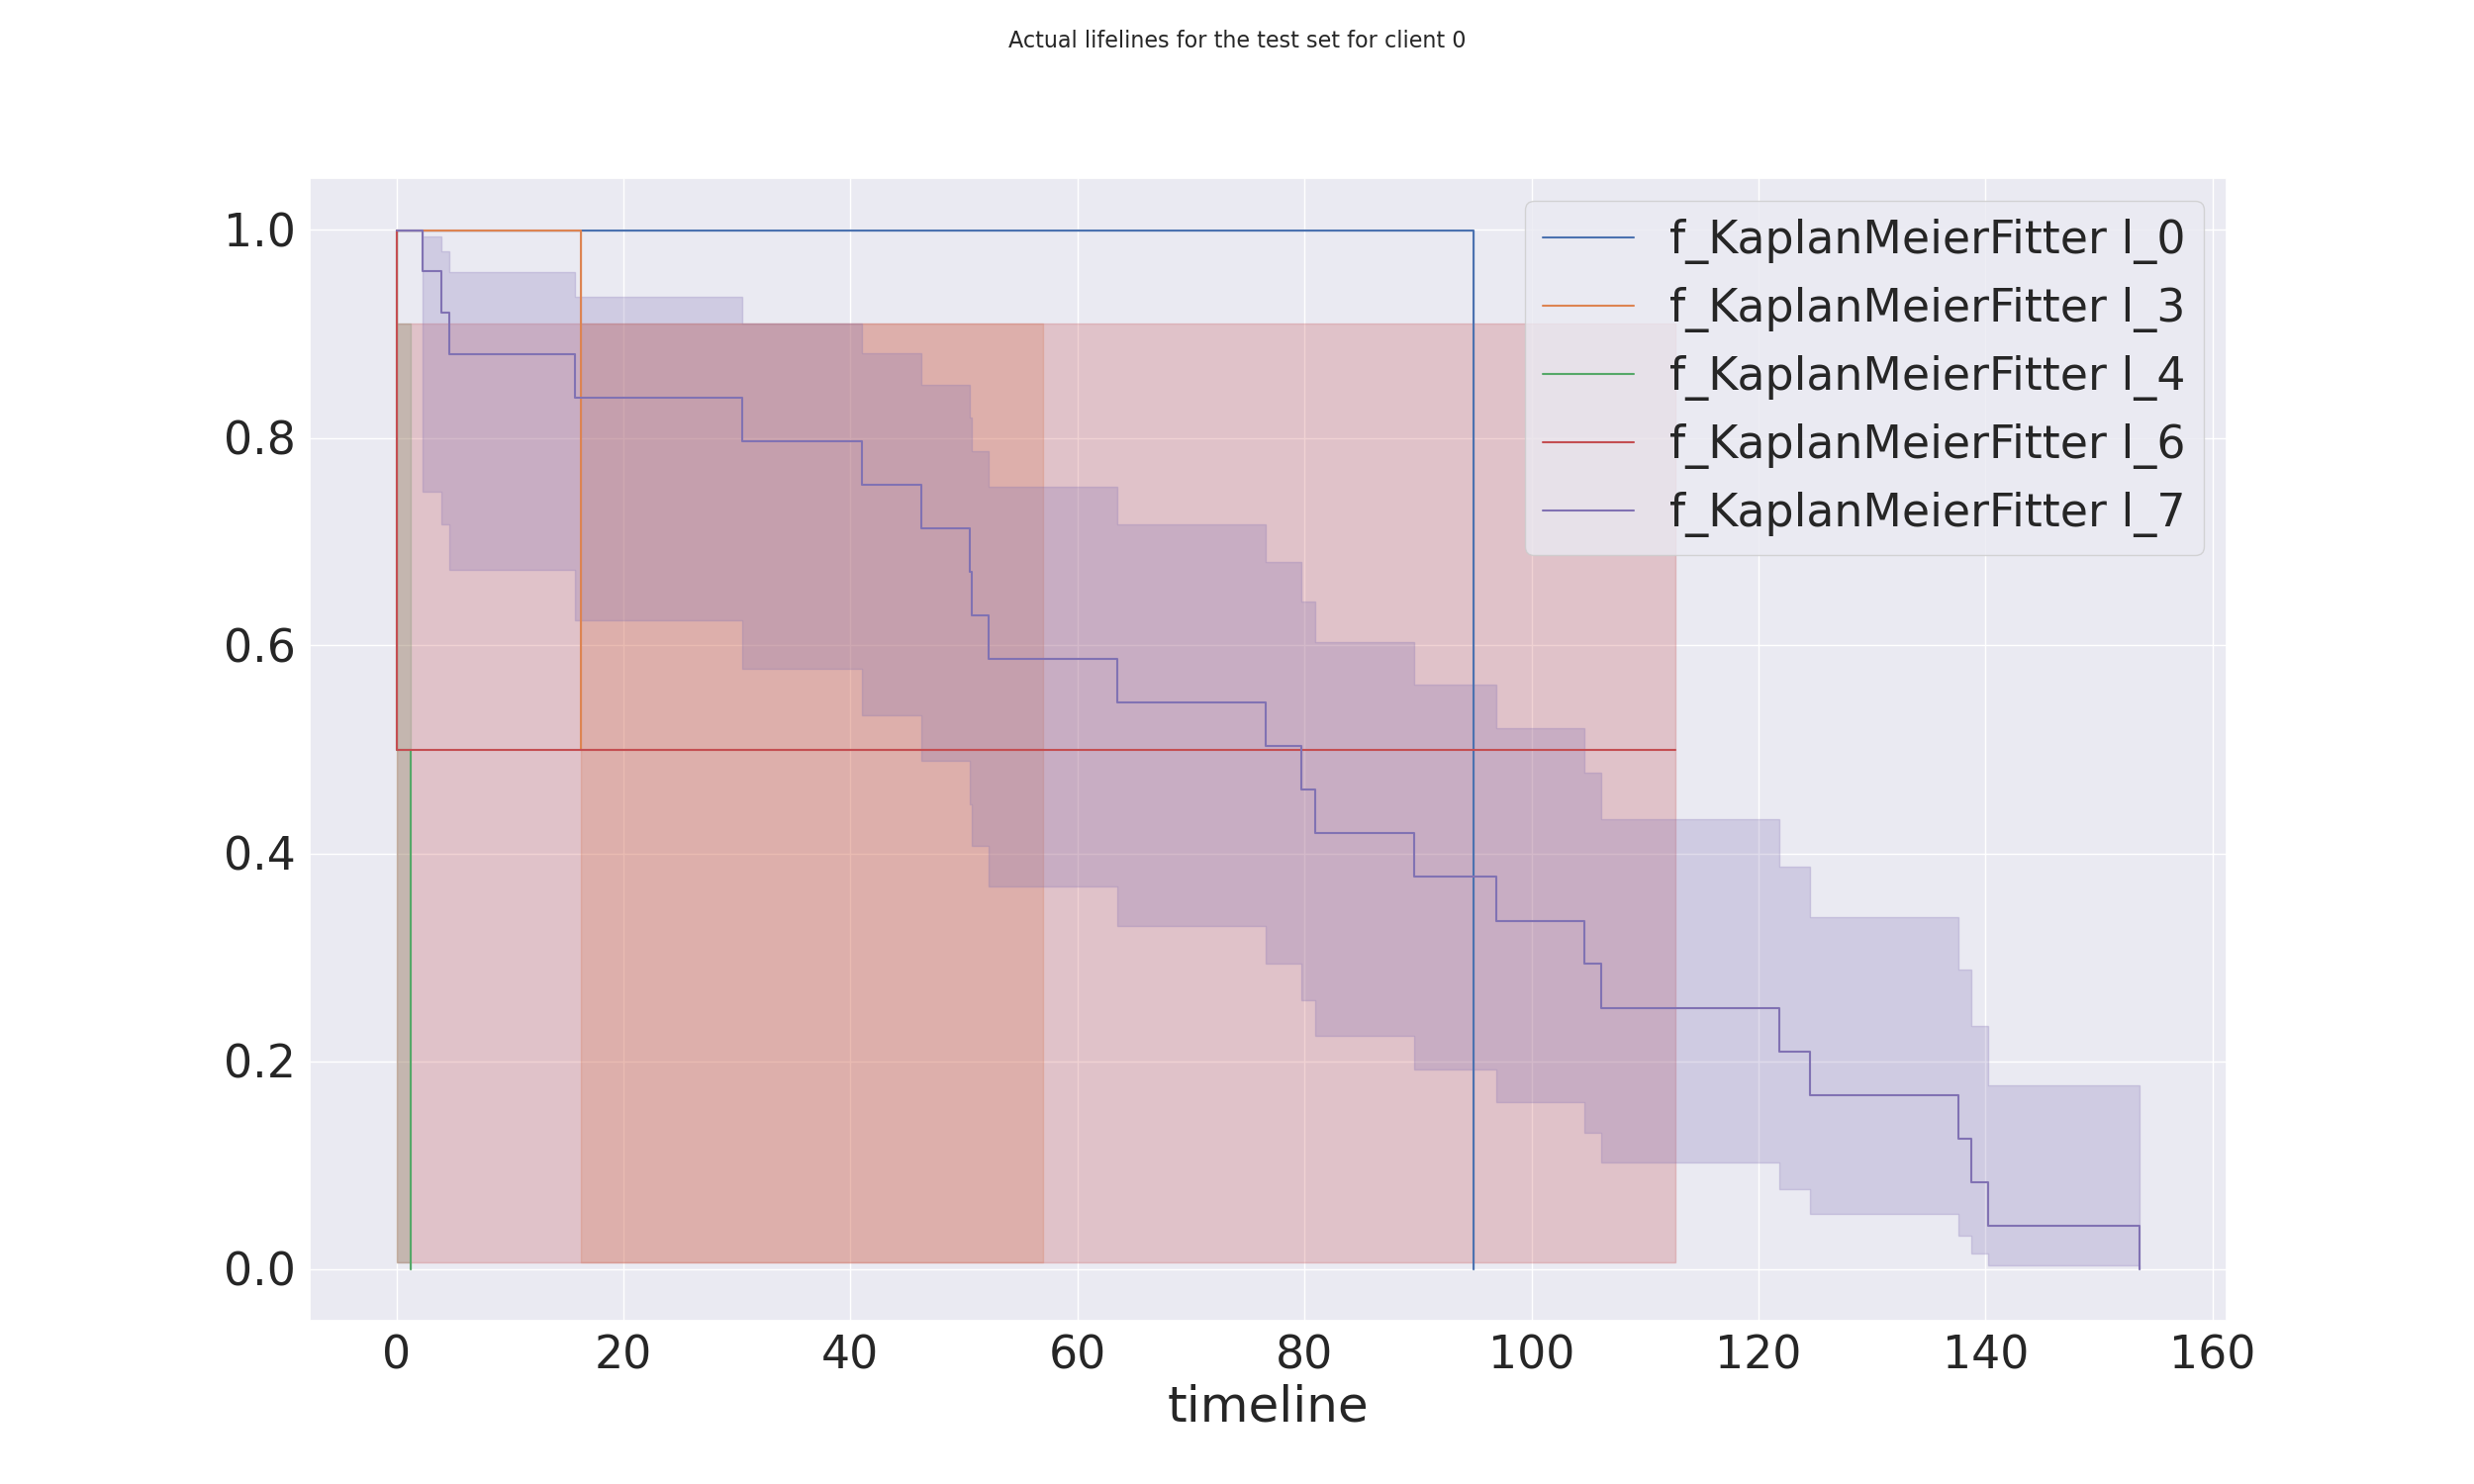 Actual lifelines for the test set for client 0
1.0
0.8
0.6
0.4
0.2
0.0
f_KaplanMeierFitter l_0
f_KaplanMeierFitter l_3
f_KaplanMeierFitter l_4
f_KaplanMeierFitter l_6
f_KaplanMeierFitter l_7
0 20 40 60 80 100 120 140 160
timeline